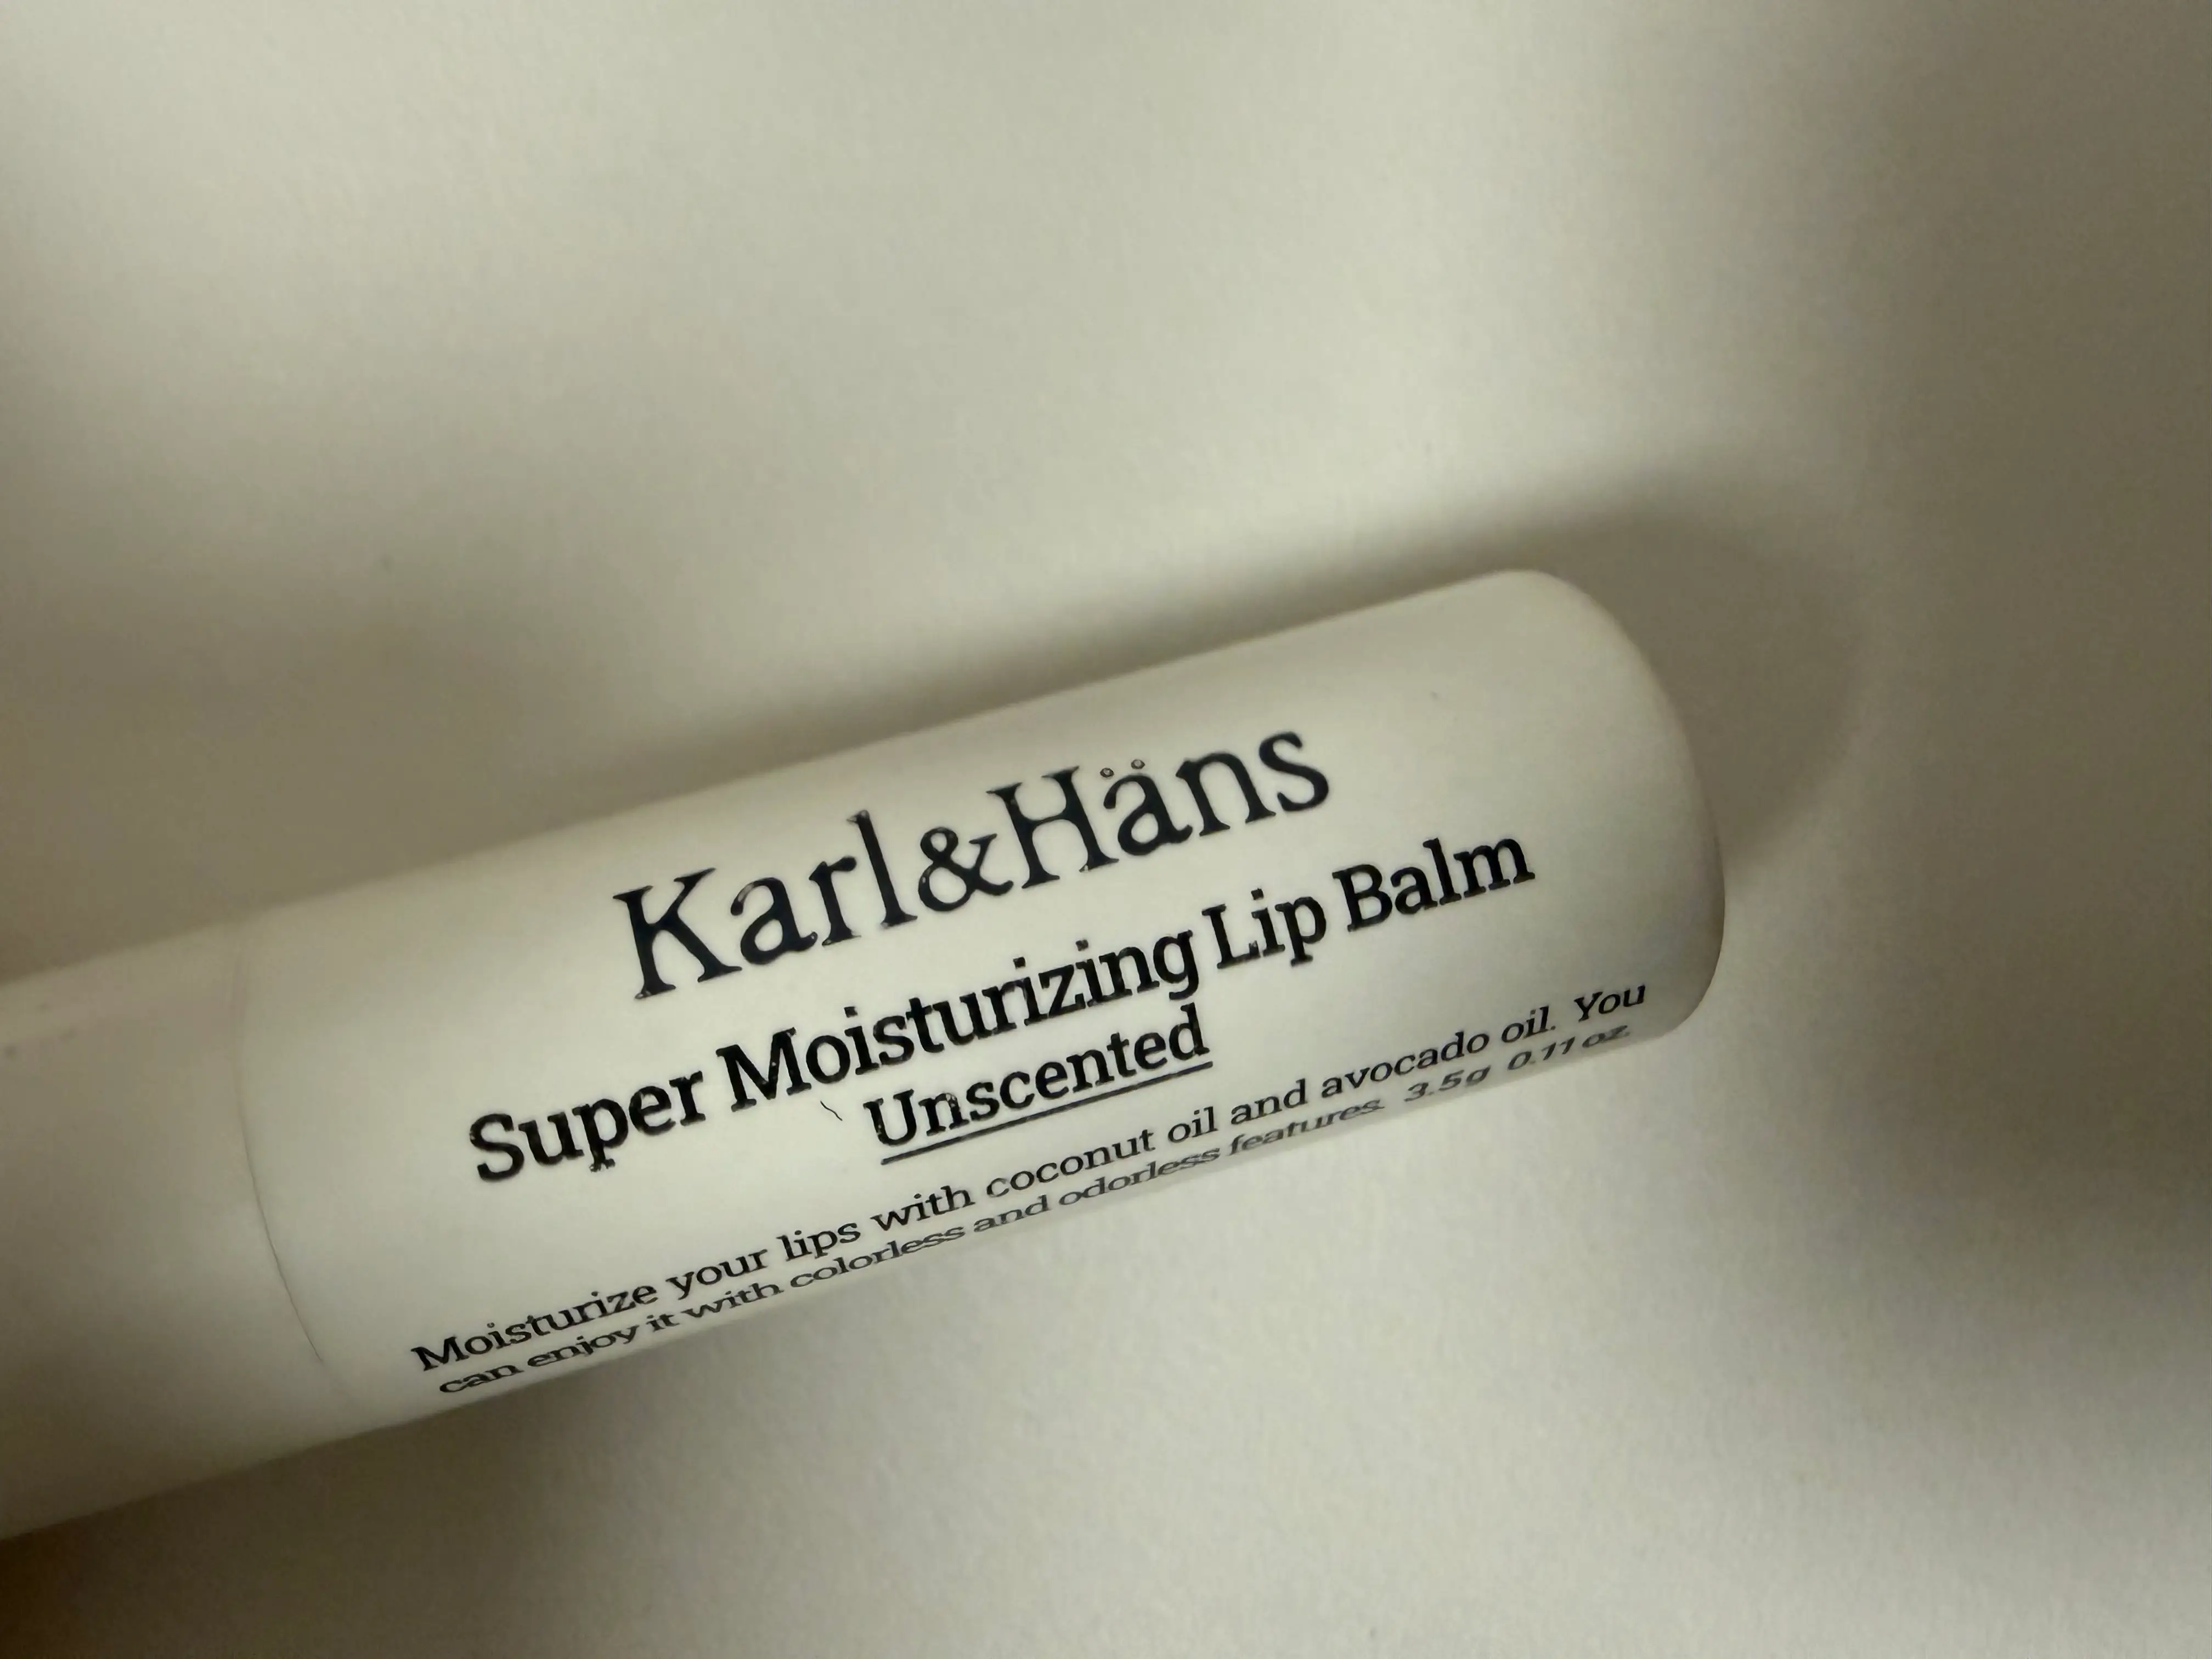 Karl&Häns
Super Moisturizing Lip Balm
Unscented
Moisturize your lips with coconut oil and avocado oil. You
can enjoy it with colorless and odorless features. 3.5g 0.11 oz.